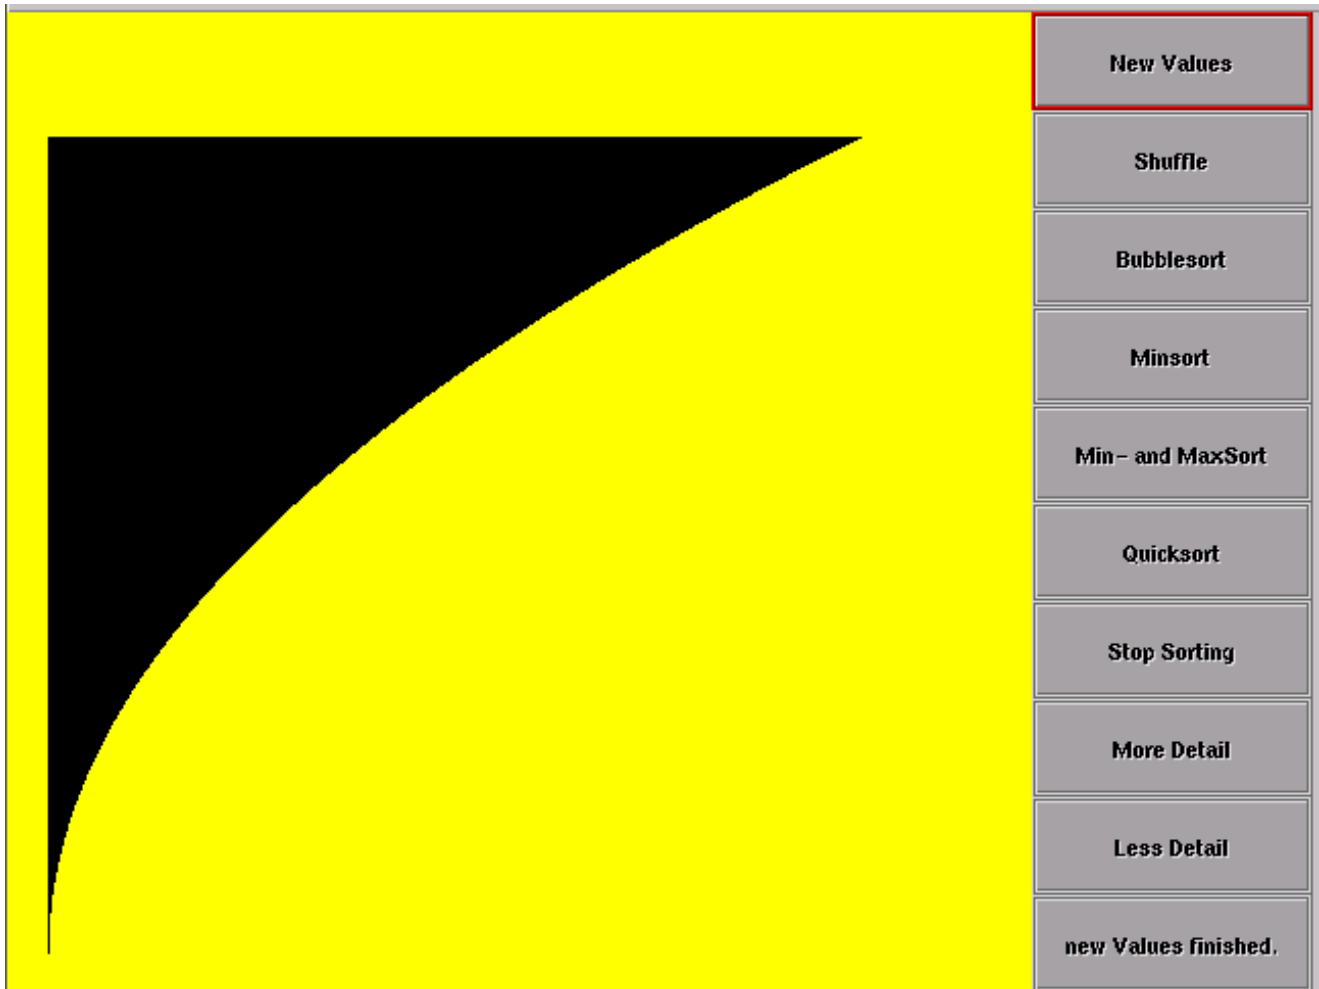 New Values
Shuffle
Bubblesort
Minsort
Min- and MaxSort
Quicksort
Stop Sorting
More Detail
Less Detail
new Values finished.